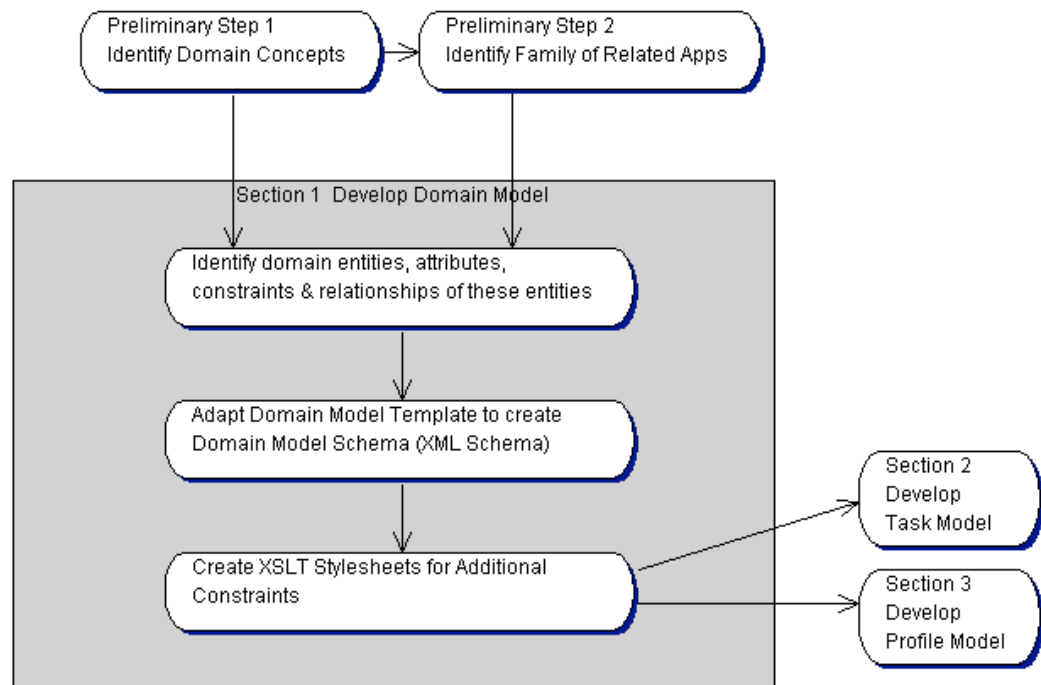 Preliminary Step 1
Identify Domain Concepts
Preliminary Step 2
Identify Family of Related Apps
Section 1 Develop Domain Model
Identify domain entities, attributes,
constraints & relationships of these entities
Adapt Domain Model Template to create
Domain Model Schema (XML Schema)
Create XSLT Stylesheets for Additional
Constraints
Section 2
Develop
Task Model
Section 3
Develop
Profile Model